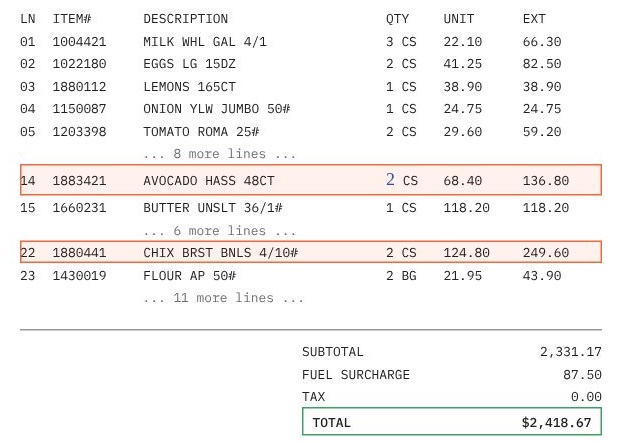 LN ITEM# DESCRIPTION QTY UNIT EXT
01 1004421 MILK WHL GAL 4/1 3 CS 22.10 66.30
02 1022180 EGGS LG 15DZ 2 CS 41.25 82.50
03 1880112 LEMONS 165CT 1 CS 38.90 38.90
04 1150087 ONION YLW JUMBO 50# 1 CS 24.75 24.75
05 1203398 TOMATO ROMA 25# 2 CS 29.60 59.20
... 8 more lines ...
14 1883421 AVOCADO HASS 48CT 2 CS 68.40 136.80
15 1660231 BUTTER UNSLT 36/1# 1 CS 118.20 118.20
... 6 more lines ...
22 1880441 CHIX BRST BNLS 4/10# 2 CS 124.80 249.60
23 1430019 FLOUR AP 50# 2 BG 21.95 43.90
... 11 more lines ...
SUBTOTAL 2,331.17
FUEL SURCHARGE 87.50
TAX 0.00
TOTAL $2,418.67